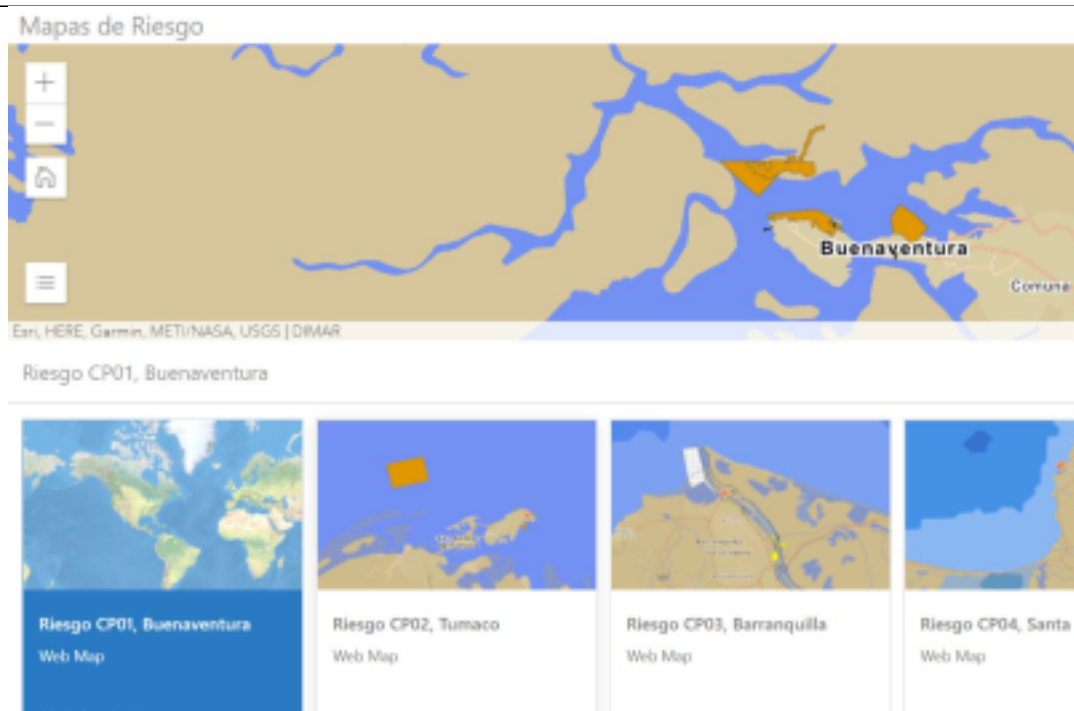 Mapas de Riesgo
Buenaventura
Comuna
Esri, HERE, Garmin, METI/NASA, USGS | DIMAR
Riesgo CP01, Buenaventura
Riesgo CP01, Buenaventura
Web Map
Riesgo CP02, Tumaco
Web Map
Riesgo CP03, Barranquilla
Web Map
Riesgo CP04, Santa
Web Map